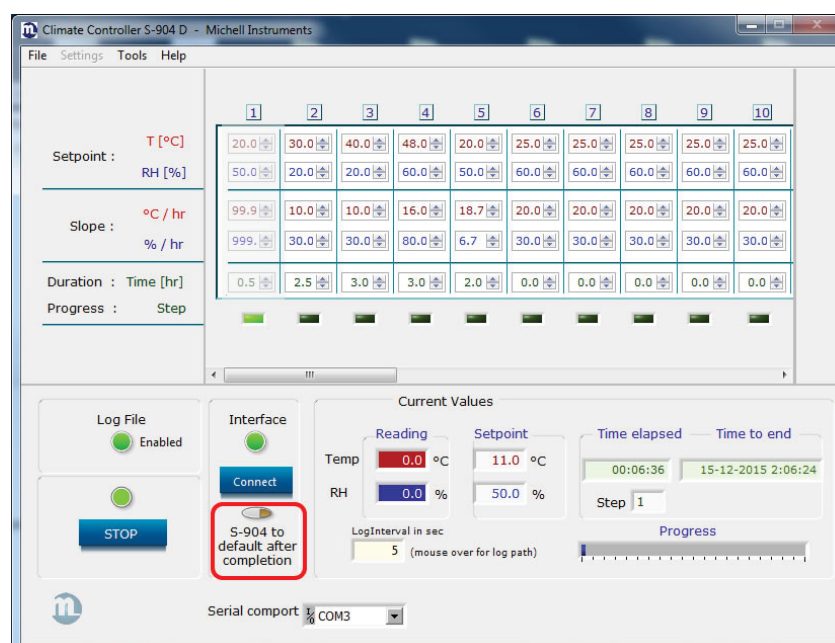 Climate Controller S-904 D - Michell Instruments
File Settings Tools Help
1 2 3 4 5 6 7 8 9 10
Setpoint :
T [°C] 20.0 30.0 40.0 48.0 20.0 25.0 25.0 25.0 25.0 25.0
RH [%] 50.0 20.0 20.0 60.0 50.0 60.0 60.0 60.0 60.0 60.0
Slope :
°C / hr 99.9 10.0 10.0 16.0 18.7 20.0 20.0 20.0 20.0 20.0
% / hr 999. 30.0 30.0 80.0 6.7 30.0 30.0 30.0 30.0 30.0
Duration : Time [hr] 0.5 2.5 3.0 3.0 2.0 0.0 0.0 0.0 0.0 0.0
Progress : Step
Log File
Enabled
STOP
Interface
Connect
S-904 to
default after
completion
Current Values
Reading Setpoint
Temp 0.0 °C 11.0 °C
RH 0.0 % 50.0 %
LogInterval in sec
5 (mouse over for log path)
Time elapsed Time to end
00:06:36 15-12-2015 2:06:24
Step 1
Progress
Serial comport I/O COM3